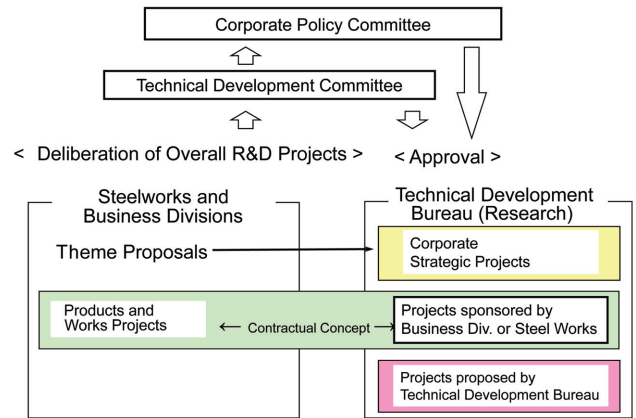 Corporate Policy Committee
Technical Development Committee
< Deliberation of Overall R&D Projects >
< Approval >
Steelworks and
Business Divisions
Technical Development
Bureau (Research)
Theme Proposals
Corporate
Strategic Projects
Products and
Works Projects
← Contractual Concept →
Projects sponsored by
Business Div. or Steel Works
Projects proposed by
Technical Development Bureau